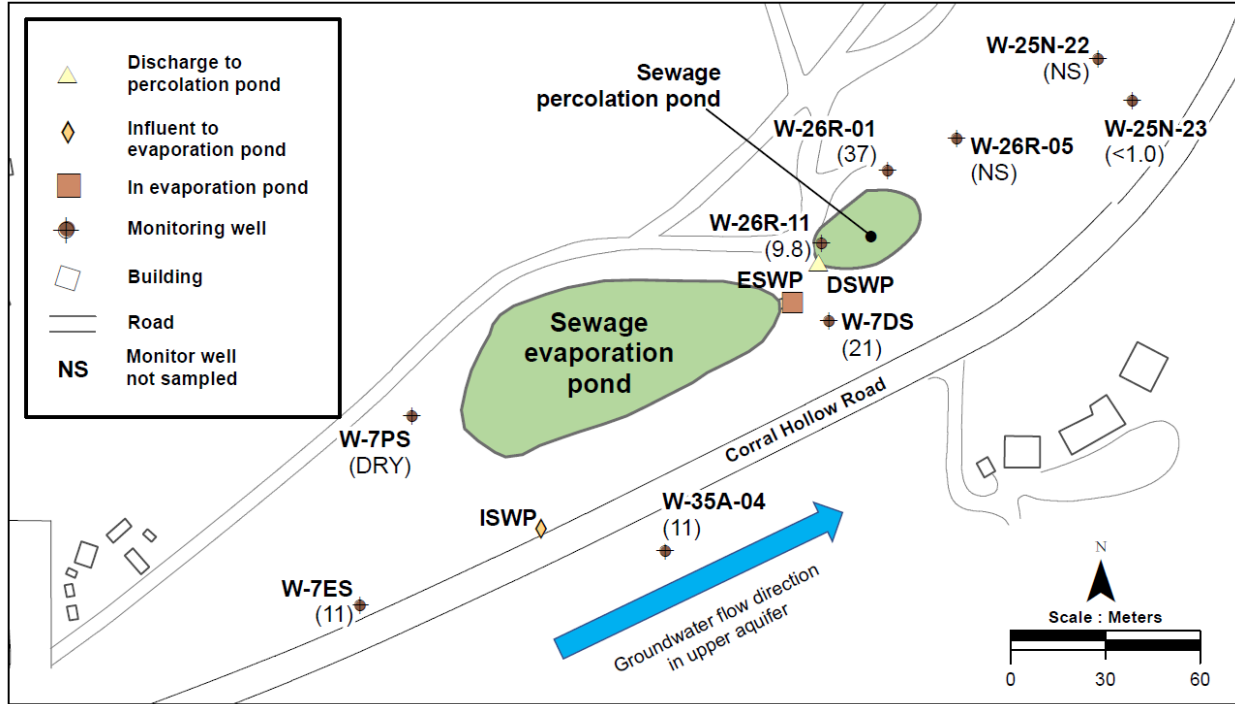 Discharge to
percolation pond
Influent to
evaporation pond
In evaporation pond
Monitoring well
Building
Road
NS
Monitor well
not sampled
Sewage
percolation pond
W-25N-22
(NS)
W-26R-01
(37)
W-26R-05
(NS)
W-25N-23
(<1.0)
W-26R-11
(9.8)
ESWP
DSWP
W-7DS
(21)
Sewage
evaporation
pond
Corral Hollow Road
W-7PS
(DRY)
ISWP
W-35A-04
(11)
W-7ES
(11)
Groundwater flow direction
in upper aquifer
N
Scale : Meters
0 30 60